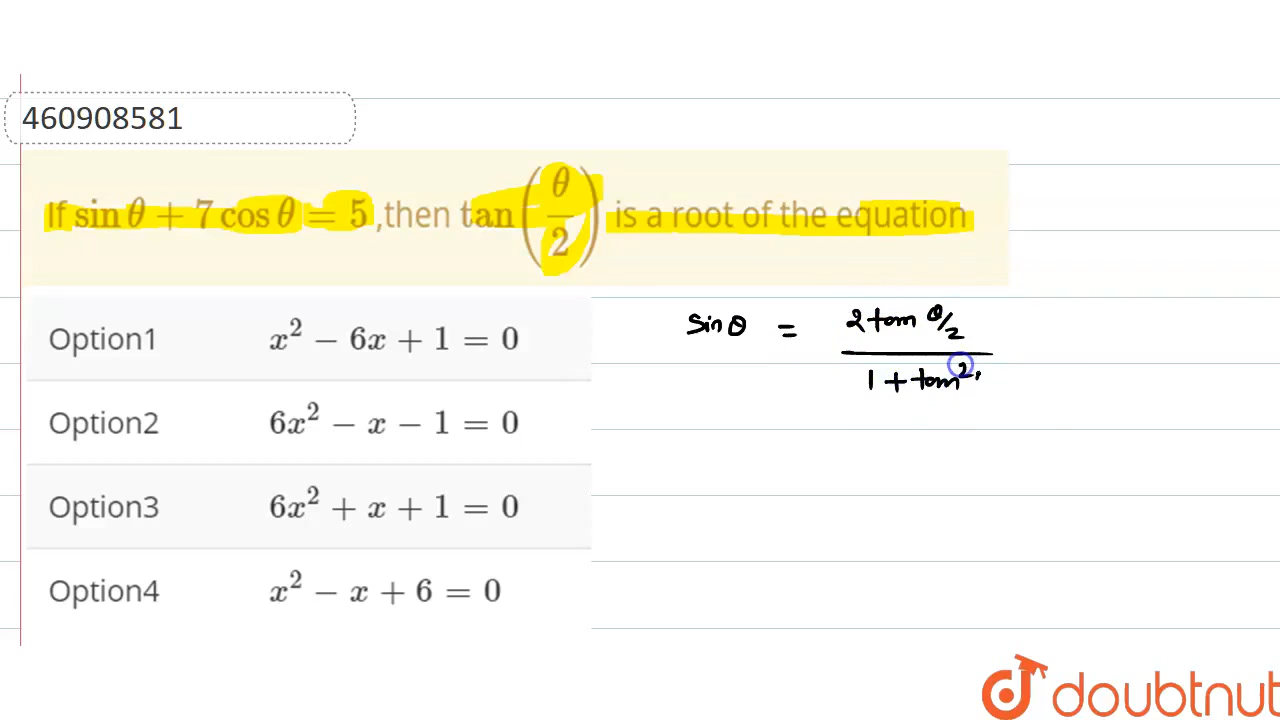 460908581
If sin θ + 7 cos θ = 5 ,then tan(θ/2) is a root of the equation
Option1 x² − 6x + 1 = 0
Option2 6x² − x − 1 = 0
Option3 6x² + x + 1 = 0
Option4 x² − x + 6 = 0
sin θ = 2 tan θ/2
1 + tan²
doubtnut